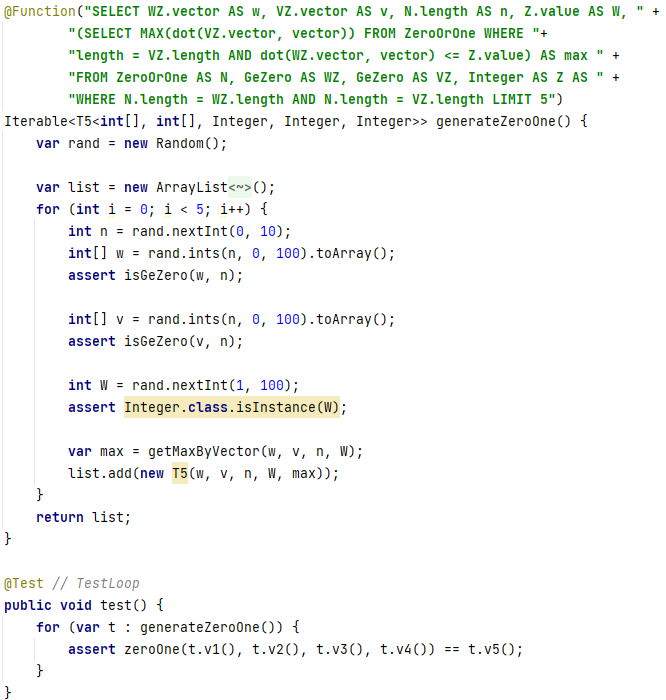 @Function("SELECT WZ.vector AS w, VZ.vector AS v, N.length AS n, Z.value AS W, " +
"(SELECT MAX(dot(VZ.vector, vector)) FROM ZeroOrOne WHERE "+
"length = VZ.length AND dot(WZ.vector, vector) <= Z.value) AS max " +
"FROM ZeroOrOne AS N, GeZero AS WZ, GeZero AS VZ, Integer AS Z AS " +
"WHERE N.length = WZ.length AND N.length = VZ.length LIMIT 5")
Iterable<T5<int[], int[], Integer, Integer, Integer>> generateZeroOne() {
var rand = new Random();
var list = new ArrayList<~>();
for (int i = 0; i < 5; i++) {
int n = rand.nextInt(0, 10);
int[] w = rand.ints(n, 0, 100).toArray();
assert isGeZero(w, n);
int[] v = rand.ints(n, 0, 100).toArray();
assert isGeZero(v, n);
int W = rand.nextInt(1, 100);
assert Integer.class.isInstance(W);
var max = getMaxByVector(w, v, n, W);
list.add(new T5(w, v, n, W, max));
}
return list;
}
@Test // TestLoop
public void test() {
for (var t : generateZeroOne()) {
assert zeroOne(t.v1(), t.v2(), t.v3(), t.v4()) == t.v5();
}
}